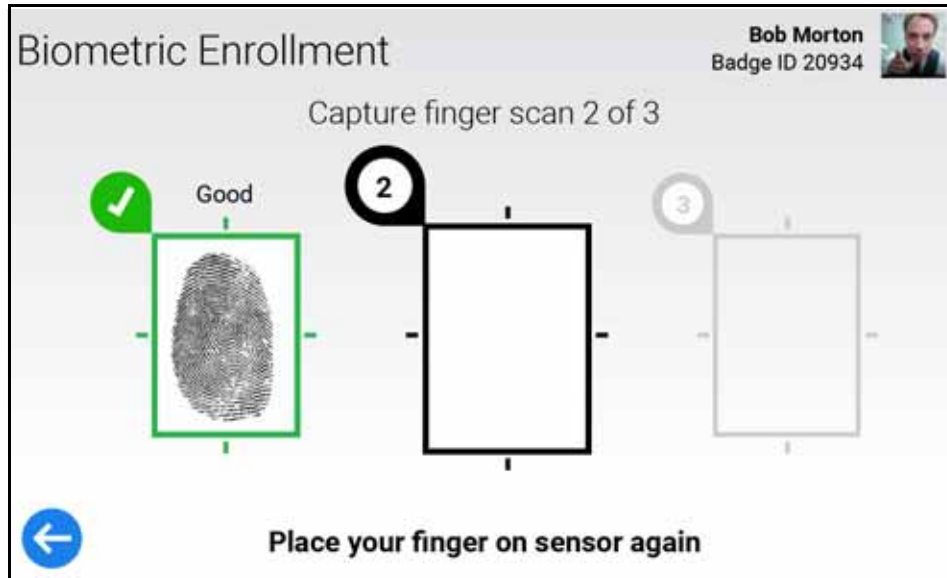 Biometric Enrollment
Bob Morton
Badge ID 20934
Capture finger scan 2 of 3
Good
2
3
Place your finger on sensor again